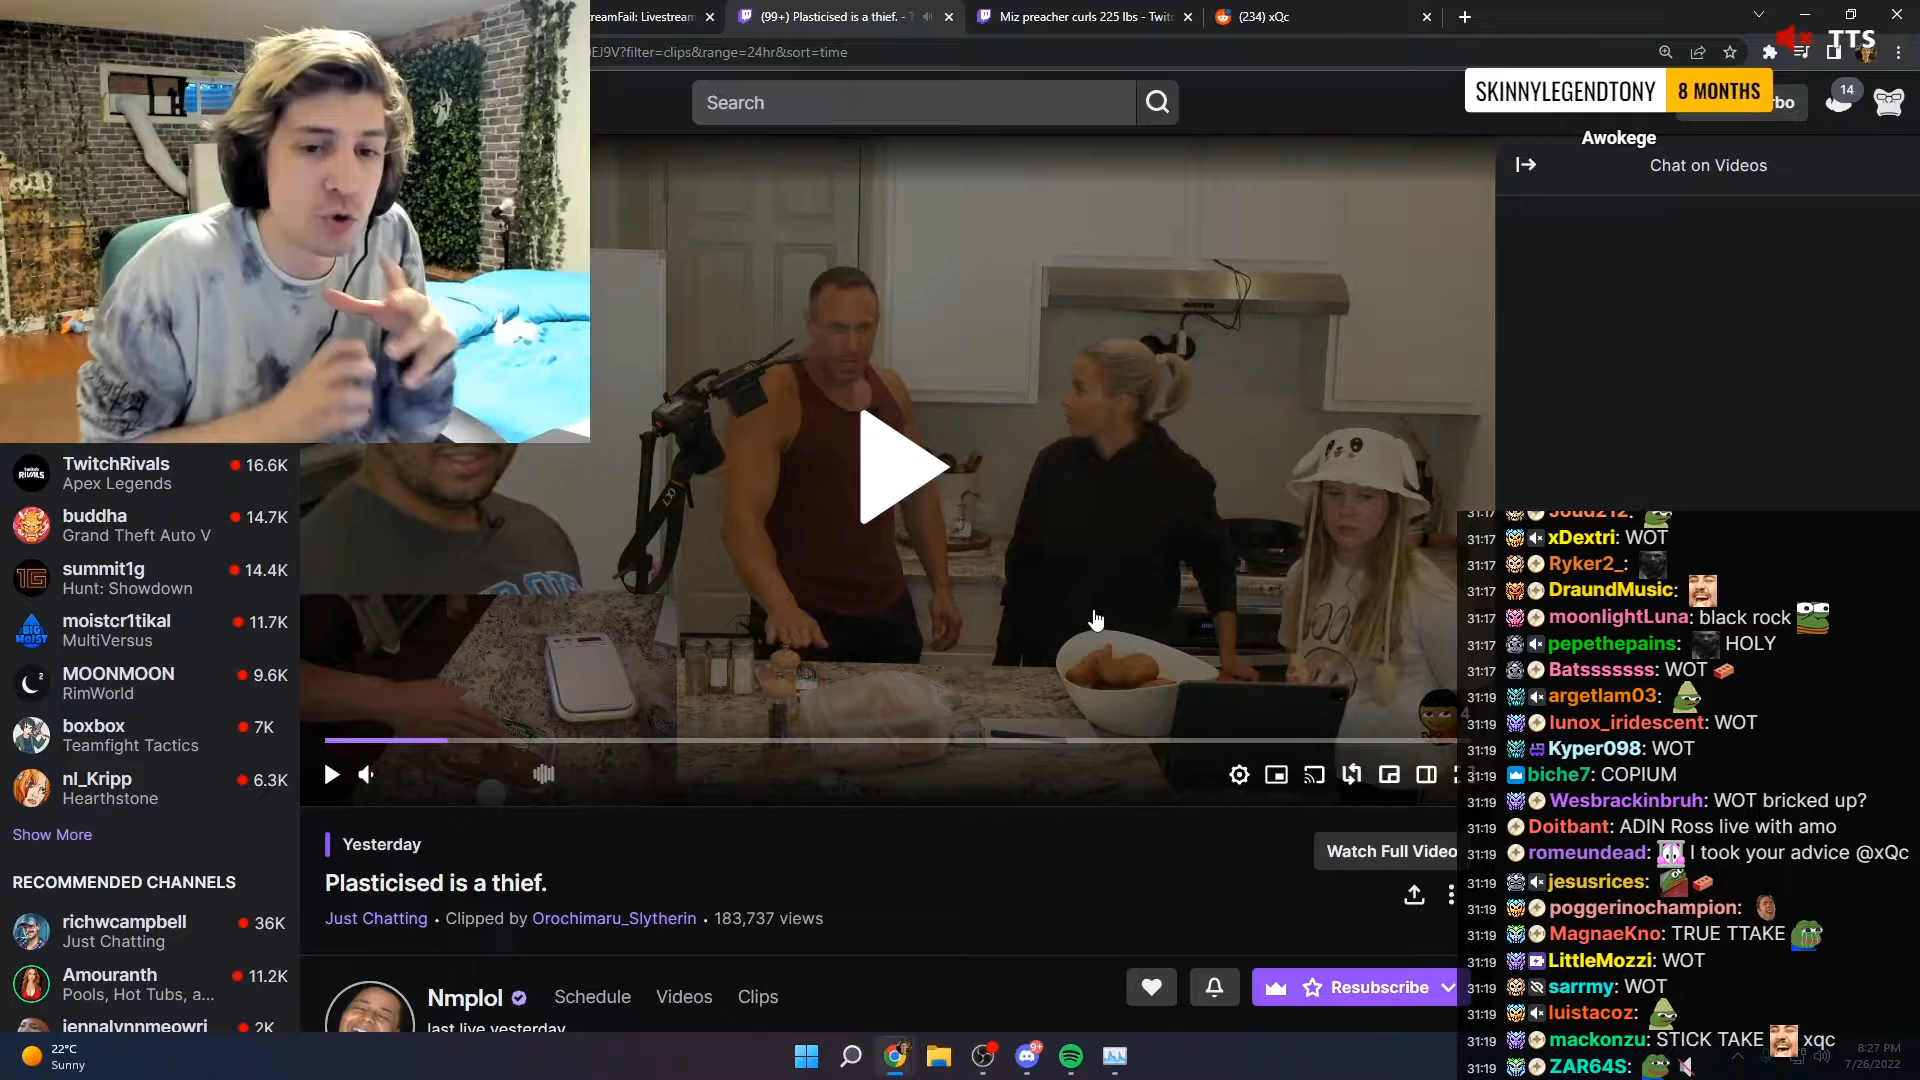 reamFail: Livestream
(99+) Plasticised is a thief. - T
Miz preacher curls 225 lbs - Twitc
(234) xQc
EJ9V?filter=clips&range=24hr&sort=time
TTS
Search
SKINNYLEGENDTONY 8 MONTHS
rbo
14
Awokege
Chat on Videos
TwitchRivals
16.6K
Apex Legends
buddha
14.7K
Grand Theft Auto V
summit1g
14.4K
Hunt: Showdown
moistcr1tikal
11.7K
MultiVersus
MOONMOON
9.6K
RimWorld
boxbox
7K
Teamfight Tactics
nl_Kripp
6.3K
Hearthstone
Show More
RECOMMENDED CHANNELS
richwcampbell
36K
Just Chatting
Amouranth
11.2K
Pools, Hot Tubs, a...
jennalynnmeowri
2K
Yesterday
Watch Full Video
Plasticised is a thief.
Just Chatting • Clipped by Orochimaru_Slytherin • 183,737 views
Nmplol
Schedule
Videos
Clips
Resubscribe
last live yesterday
31:17 Joud212:
31:17 xDextri: WOT
31:17 Ryker2_:
31:17 DraundMusic:
31:17 moonlightLuna: black rock
31:17 pepethepains: HOLY
31:17 Batsssssss: WOT
31:19 argetlam03:
31:19 lunox_iridescent: WOT
31:19 Kyper098: WOT
31:19 biche7: COPIUM
31:19 Wesbrackinbruh: WOT bricked up?
31:19 Doitbant: ADIN Ross live with amo
31:19 romeundead: I took your advice @xQc
31:19 jesusrices:
31:19 poggerinochampion:
31:19 MagnaeKno: TRUE TTAKE
31:19 LittleMozzi: WOT
31:19 sarrmy: WOT
31:19 luistacoz:
31:19 mackonzu: STICK TAKE xqc
31:19 ZAR64S:
22°C
Sunny
9+
8:27 PM
7/26/2022